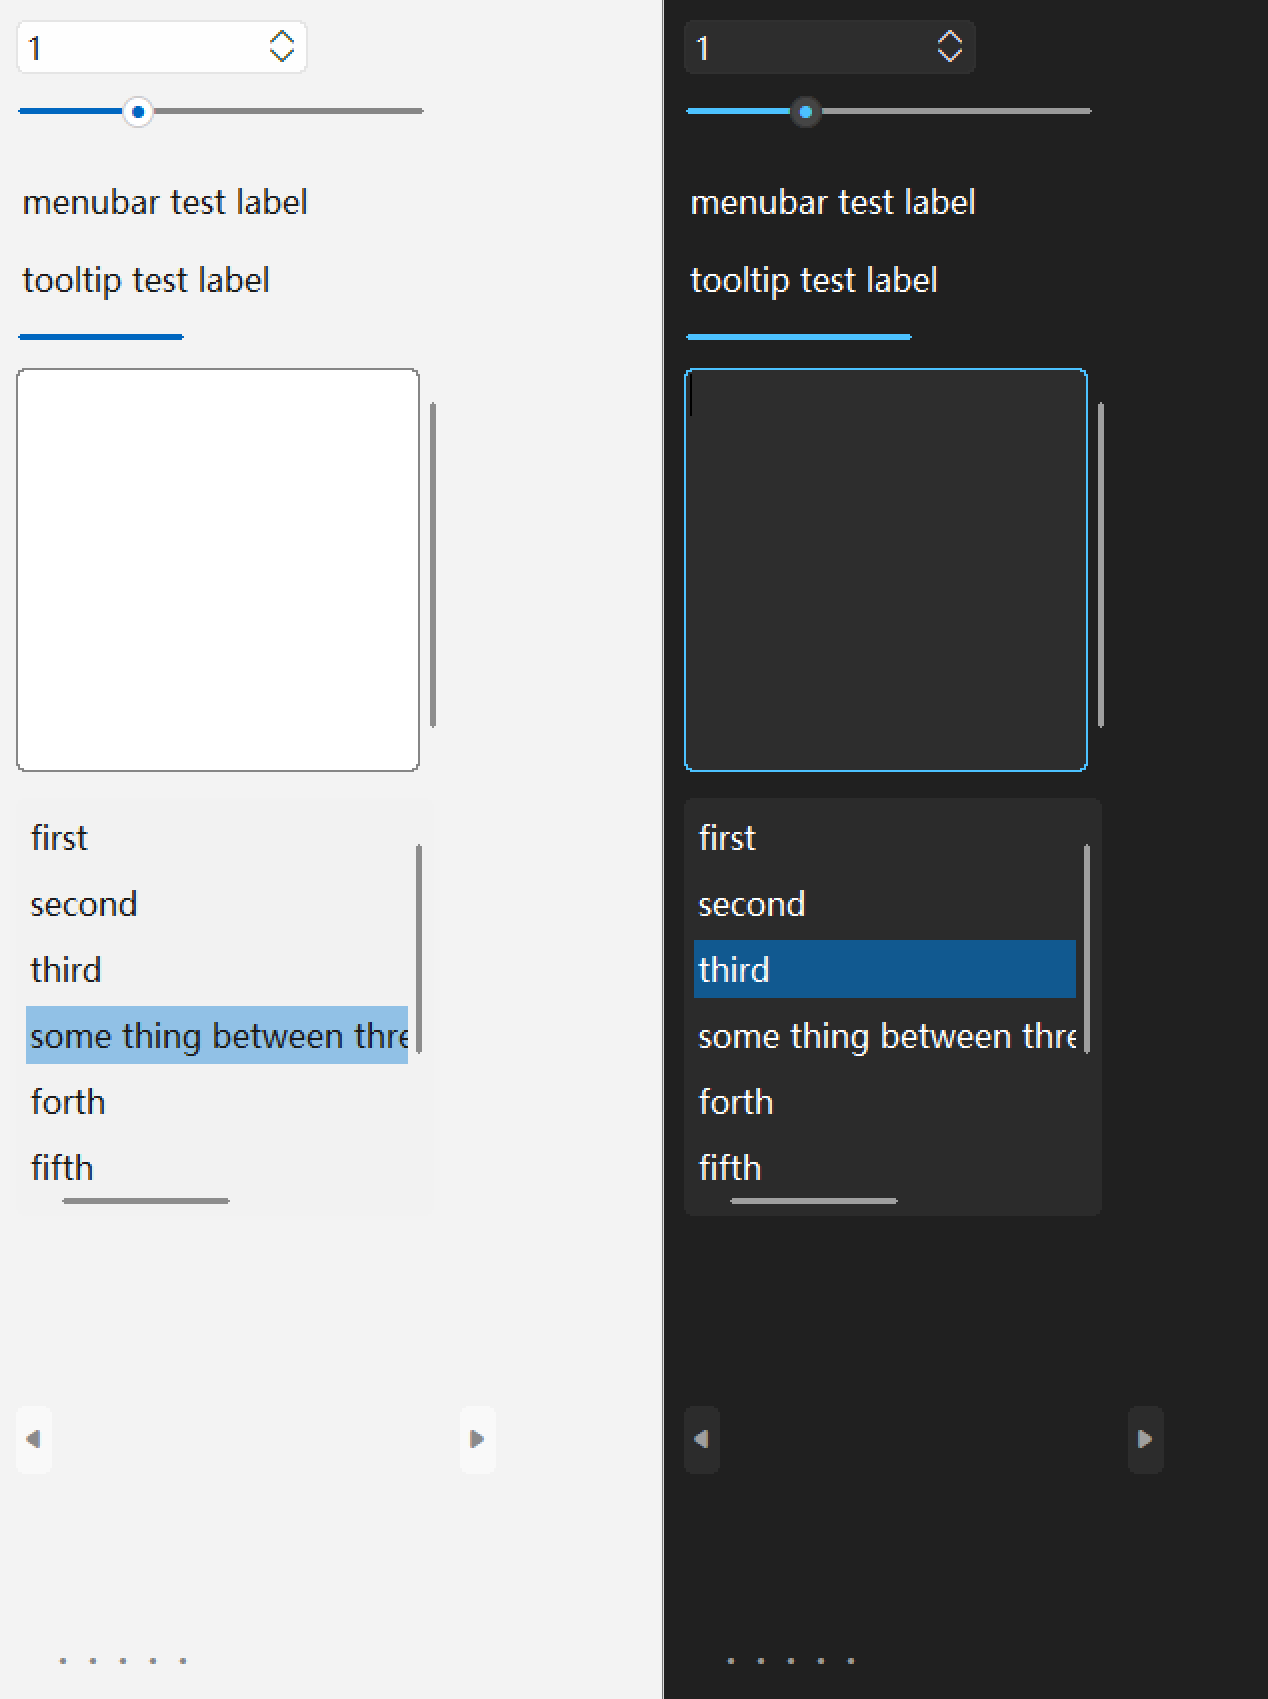 1
menubar test label
tooltip test label
first
second
third
some thing between thre
forth
fifth
1
menubar test label
tooltip test label
first
second
third
some thing between thre
forth
fifth